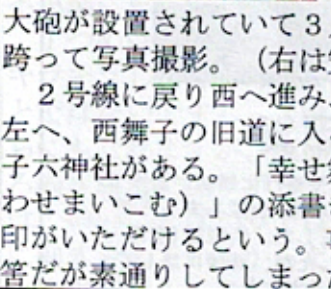 大砲が設置されていて３
跨って写真撮影。（右は
２号線に戻り西へ進み
左へ、西舞子の旧道に入
子六神社がある。「幸せ
わせまいこむ）」の添書
印がいただけるという。
筈だが素通りしてしまっ